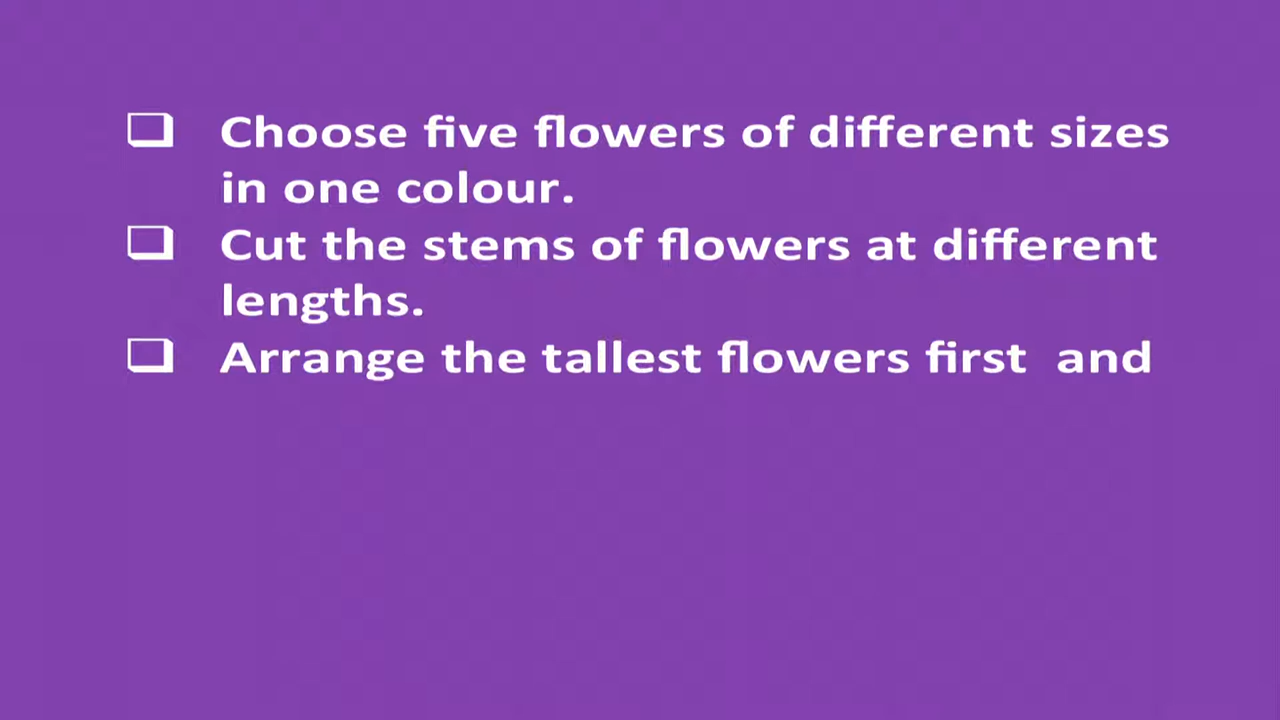 ❑ Choose five flowers of different sizes
in one colour.
❑ Cut the stems of flowers at different
lengths.
❑ Arrange the tallest flowers first  and